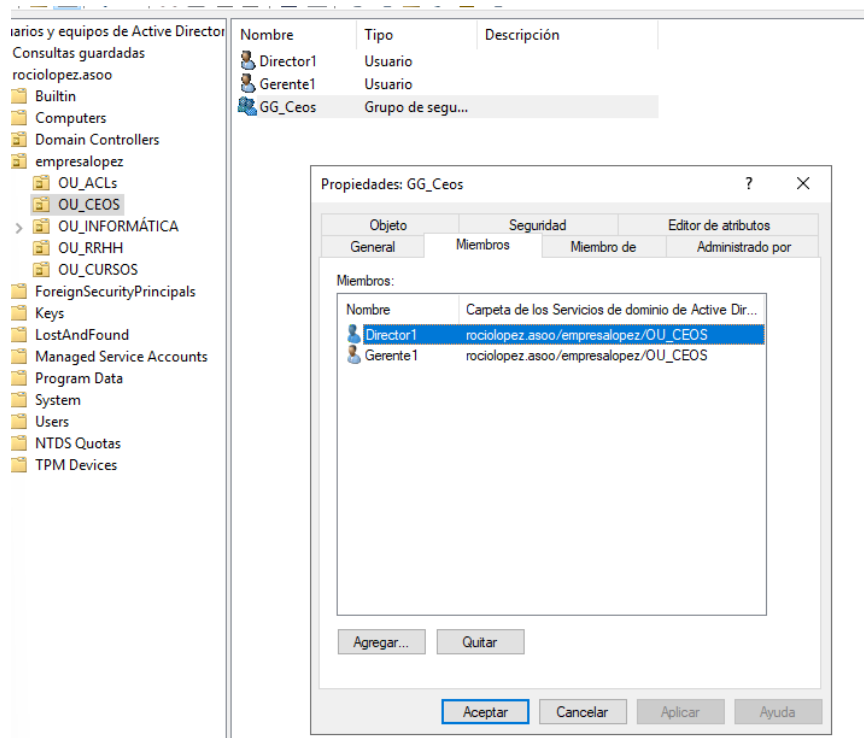 arios y equipos de Active Director
Consultas guardadas
rociolopez.asoo
Builtin
Computers
Domain Controllers
empresalopez
OU_ACLs
OU_CEOS
OU_INFORMÁTICA
OU_RRHH
OU_CURSOS
ForeignSecurityPrincipals
Keys
LostAndFound
Managed Service Accounts
Program Data
System
Users
NTDS Quotas
TPM Devices
Nombre Tipo Descripción
Director1 Usuario
Gerente1 Usuario
GG_Ceos Grupo de segu...
Propiedades: GG_Ceos ? X
Objeto Seguridad Editor de atributos
General Miembros Miembro de Administrado por
Miembros:
Nombre Carpeta de los Servicios de dominio de Active Dir...
Director1 rociolopez.asoo/empresalopez/OU_CEOS
Gerente1 rociolopez.asoo/empresalopez/OU_CEOS
Agregar... Quitar
Aceptar Cancelar Aplicar Ayuda